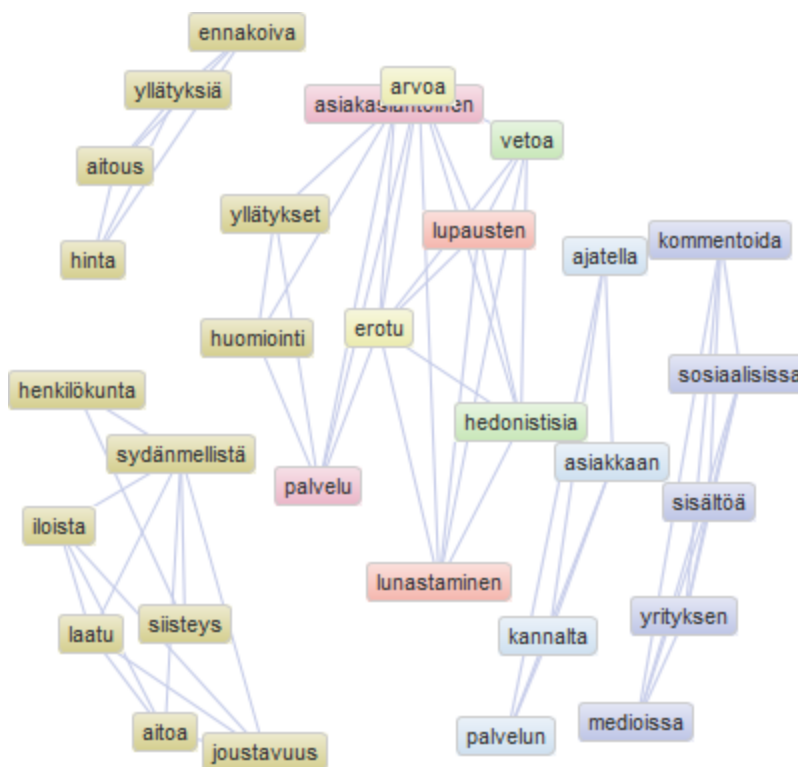 ennakoiva
yllätyksiä
arvoa
vetoa
aitous
yllätykset
lupausten
ajatella
kommentoida
hinta
huomiointi
erotu
henkilökunta
sosiaalisissa
hedonistisia
sydänmellistä
asiakkaan
palvelu
sisältöä
iloista
lunastaminen
laatu
siisteys
kannalta
yrityksen
aitoa
joustavuus
palvelun
medioissa